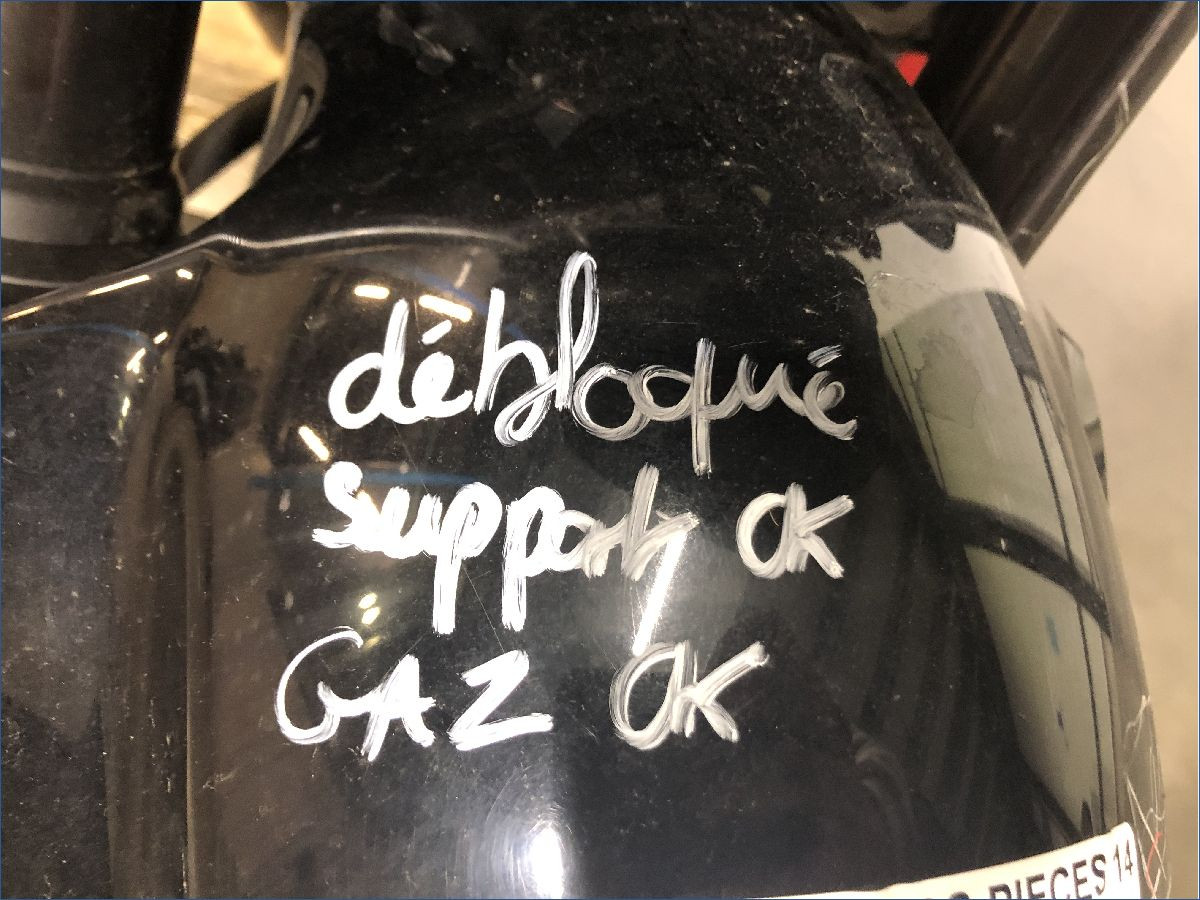 débloqué
support OK
GAZ OK
PIECES 14